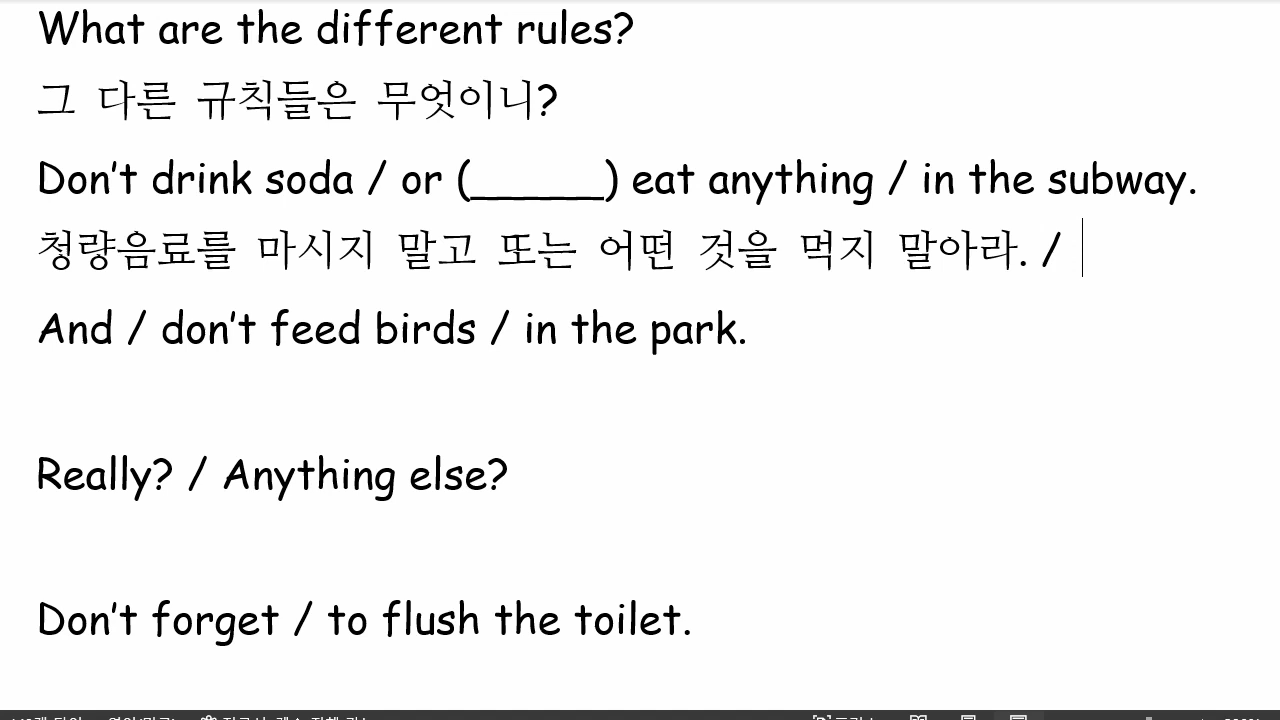 What are the different rules?
그 다른 규칙들은 무엇이니?
Don't drink soda / or (_____) eat anything / in the subway.
청량음료를 마시지 말고 또는 어떤 것을 먹지 말아라. /
And / don't feed birds / in the park.
Really? / Anything else?
Don't forget / to flush the toilet.